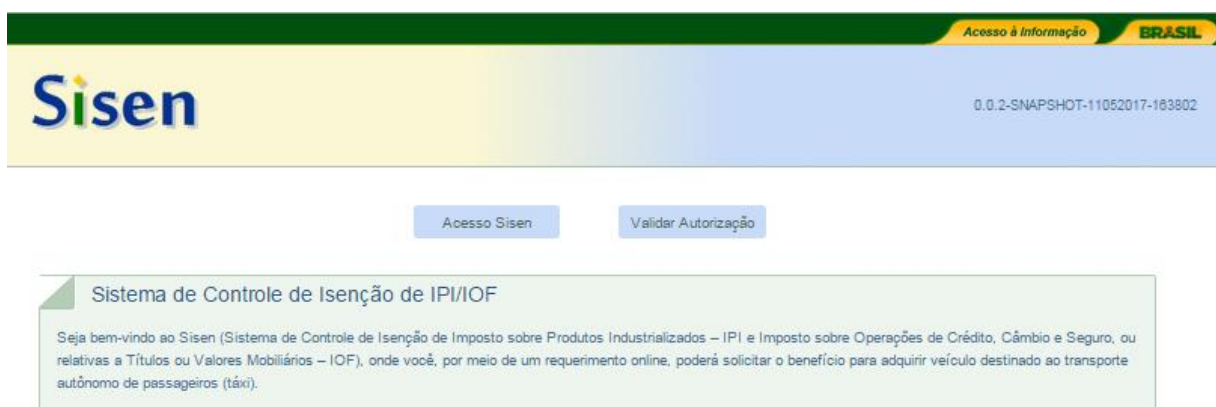 Acesso à Informação BRASIL
Sisen
0.0.2-SNAPSHOT-11052017-163802
Acesso Sisen Validar Autorização
Sistema de Controle de Isenção de IPI/IOF
Seja bem-vindo ao Sisen (Sistema de Controle de Isenção de Imposto sobre Produtos Industrializados – IPI e Imposto sobre Operações de Crédito, Câmbio e Seguro, ou
relativas a Títulos ou Valores Mobiliários – IOF), onde você, por meio de um requerimento online, poderá solicitar o benefício para adquirir veículo destinado ao transporte
autônomo de passageiros (táxi).